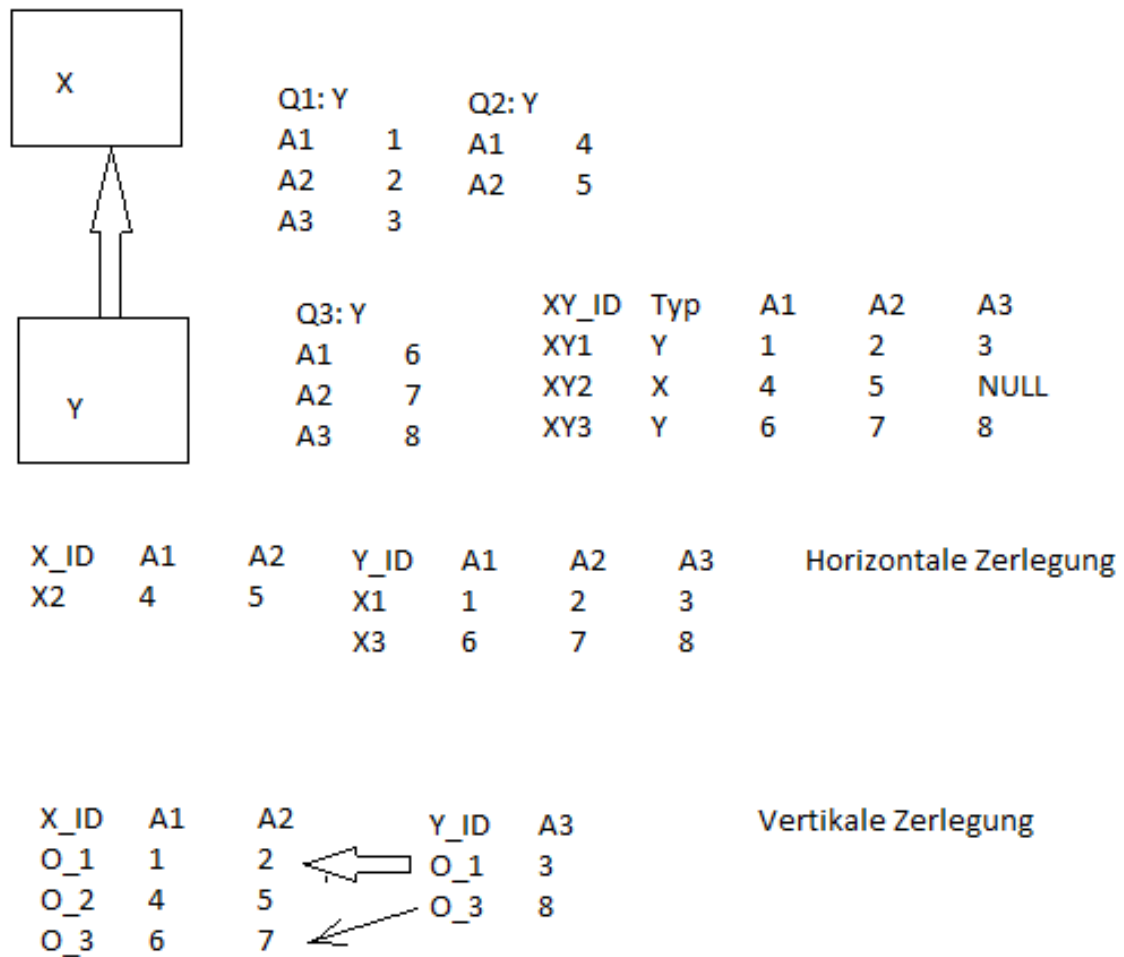 X
Q1: Y
A1 1
A2 2
A3 3
Q2: Y
A1 4
A2 5
Y
Q3: Y
A1 6
A2 7
A3 8
XY_ID Typ A1 A2 A3
XY1 Y 1 2 3
XY2 X 4 5 NULL
XY3 Y 6 7 8
X_ID A1 A2
X2 4 5
Y_ID A1 A2 A3
X1 1 2 3
X3 6 7 8
Horizontale Zerlegung
X_ID A1 A2
O_1 1 2
O_2 4 5
O_3 6 7
Y_ID A3
O_1 3
O_3 8
Vertikale Zerlegung